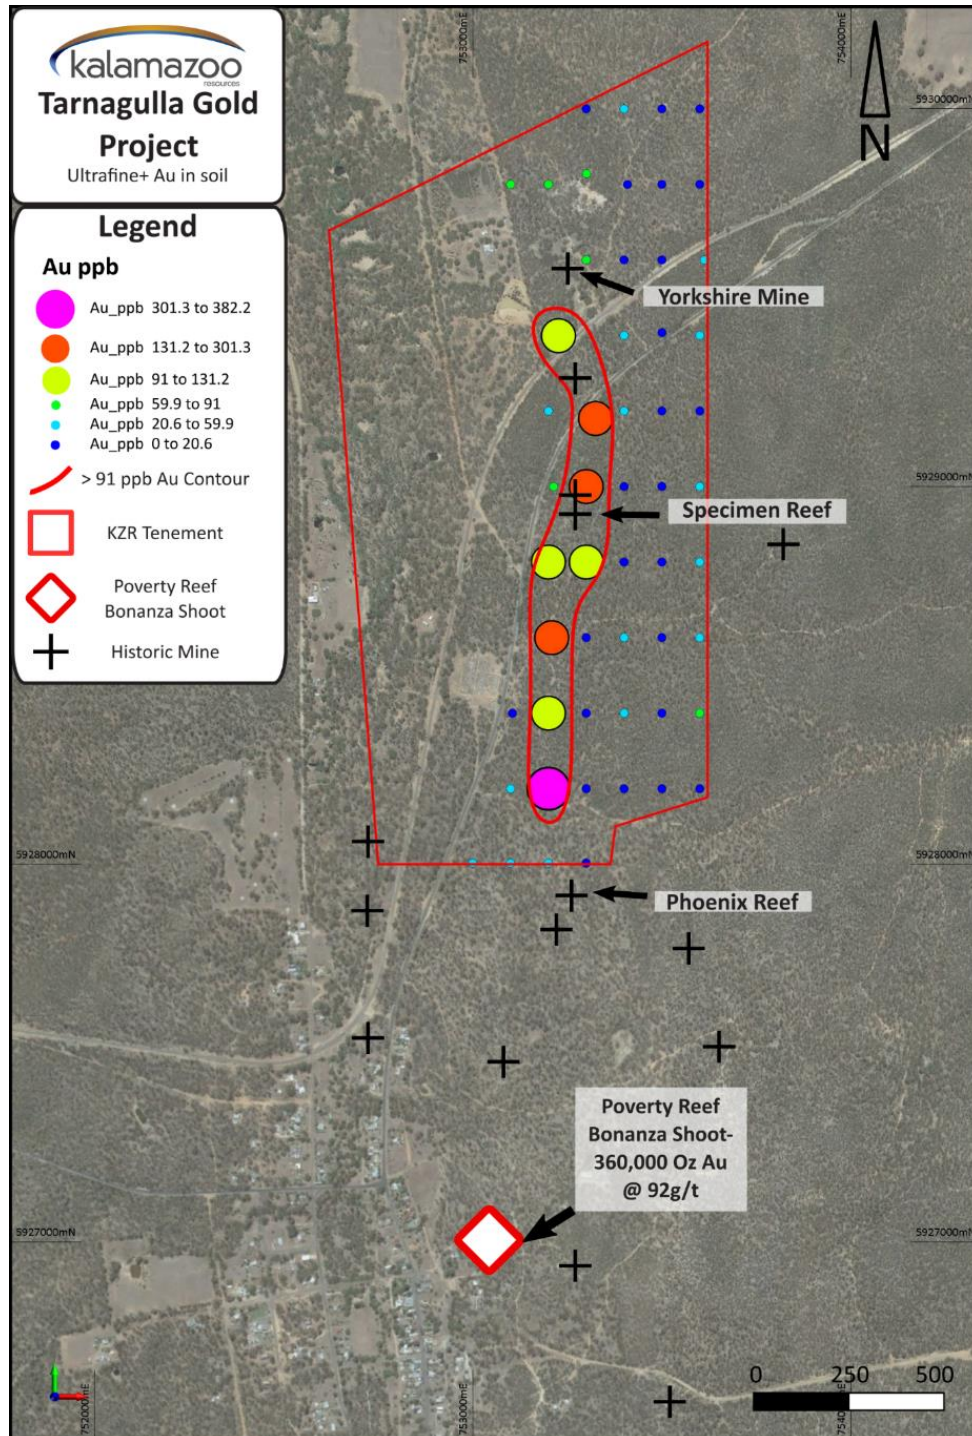 kalamazoo
resources
Tarnagulla Gold
Project
Ultrafine+ Au in soil
Legend
Au ppb
Au_ppb 301.3 to 382.2
Au_ppb 131.2 to 301.3
Au_ppb 91 to 131.2
Au_ppb 59.9 to 91
Au_ppb 20.6 to 59.9
Au_ppb 0 to 20.6
> 91 ppb Au Contour
KZR Tenement
Poverty Reef
Bonanza Shoot
Historic Mine
753000mE
754000mE
N
5930000mN
Yorkshire Mine
5929000mN
Specimen Reef
5928000mN
5928000mN
Phoenix Reef
Poverty Reef
Bonanza Shoot-
360,000 Oz Au
@ 92g/t
5927000mN
5927000mN
0 250 500
752000mE
753000mE